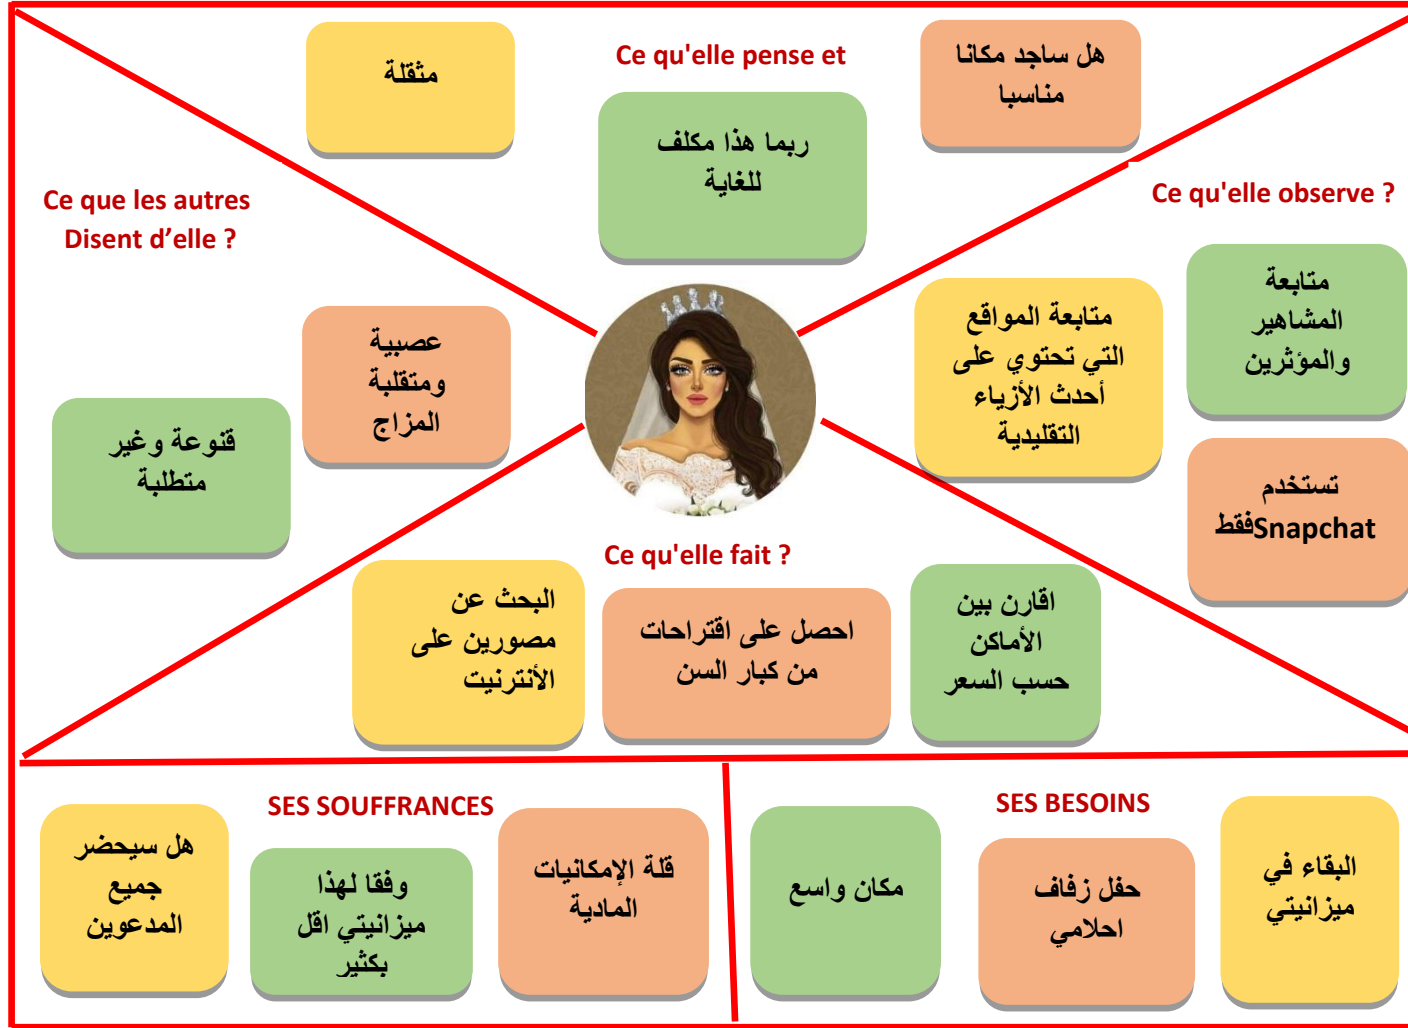 Ce qu'elle pense et
مثقلة
ربما هذا مكلف
للغاية
هل ساجد مكانا
مناسبا
Ce que les autres
Disent d’elle ?
عصبية
ومتقلبة
المزاج
قنوعة وغير
متطلبة
Ce qu'elle observe ?
متابعة
المشاهير
والمؤثرين
متابعة المواقع
التي تحتوي على
أحدث الأزياء
التقليدية
تستخدم
Snapchatفقط
Ce qu'elle fait ?
البحث عن
مصورين على
الأنترنيت
احصل على اقتراحات
من كبار السن
اقارن بين
الأماكن
حسب السعر
SES SOUFFRANCES
هل سيحضر
جميع
المدعوين
وفقا لهذا
ميزانيتي اقل
بكثير
قلة الإمكانيات
المادية
SES BESOINS
مكان واسع
حفل زفاف
احلامي
البقاء في
ميزانيتي